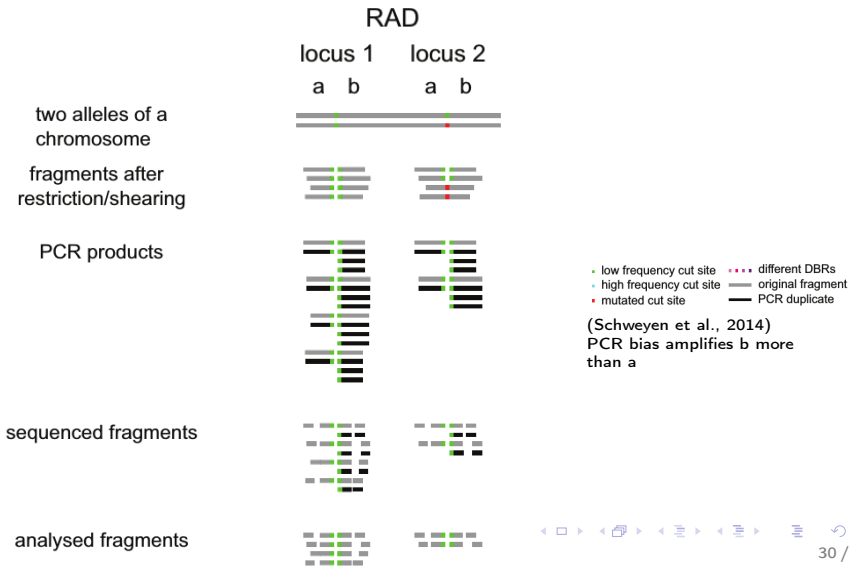 RAD
locus 1 locus 2
a b a b
two alleles of a
chromosome
fragments after
restriction/shearing
PCR products
low frequency cut site different DBRs
high frequency cut site original fragment
mutated cut site PCR duplicate
(Schweyen et al., 2014)
PCR bias amplifies b more
than a
sequenced fragments
analysed fragments
30 /